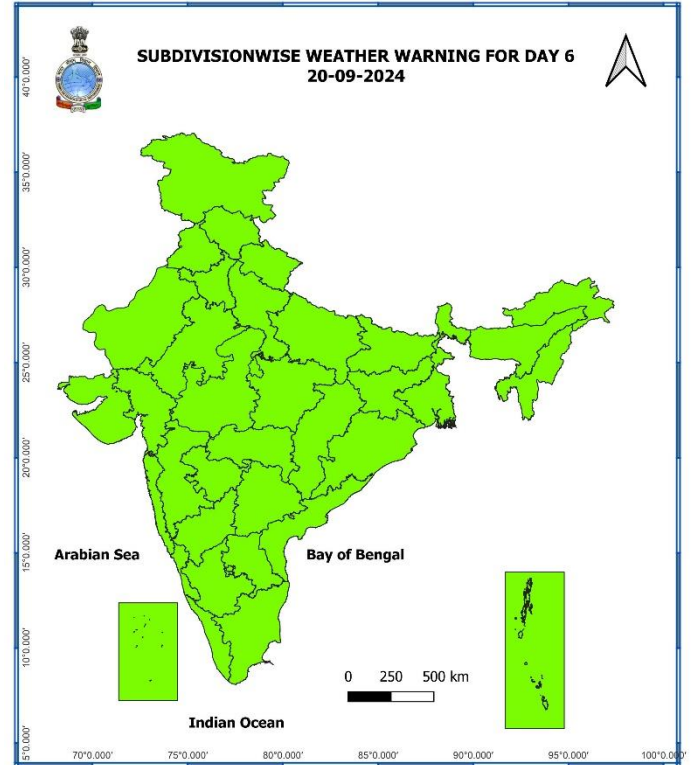 SUBDIVISIONWISE WEATHER WARNING FOR DAY 6
20-09-2024
40°0.000'
35°0.000'
30°0.000'
25°0.000'
20°0.000'
15°0.000'
10°0.000'
5°0.000'
Arabian Sea
Bay of Bengal
0 250 500 km
Indian Ocean
70°0.000' 75°0.000' 80°0.000' 85°0.000' 90°0.000' 95°0.000' 100°0.000'